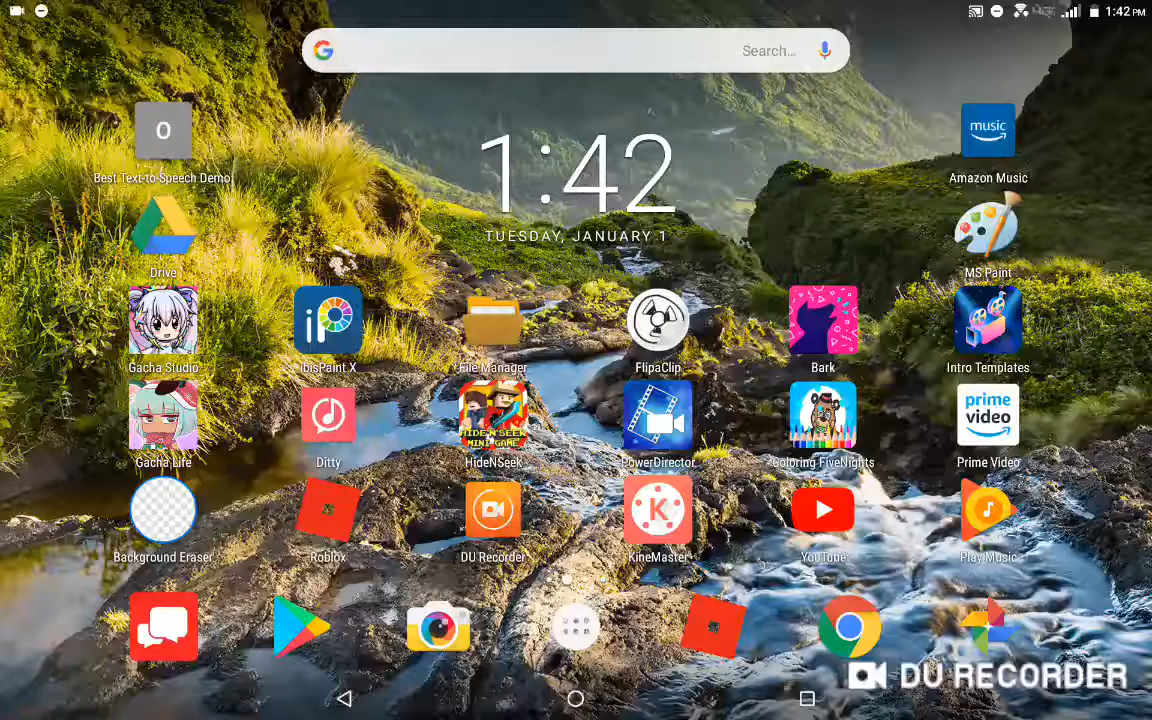 1:42 PM
Search...
1:42
TUESDAY, JANUARY 1
O
Best Text-to-Speech Demo
music
Amazon Music
Drive
MS Paint
Gacha Studio
ibisPaint X
File Manager
FlipaClip
Bark
Intro Templates
HIDE'N'SEEK
MINI GAME
prime
video
Gacha Life
Ditty
HideNSeek
PowerDirector
Coloring FiveNights
Prime Video
K
Background Eraser
Roblox
DU Recorder
KineMaster
YouTube
Play Music
DU RECORDER